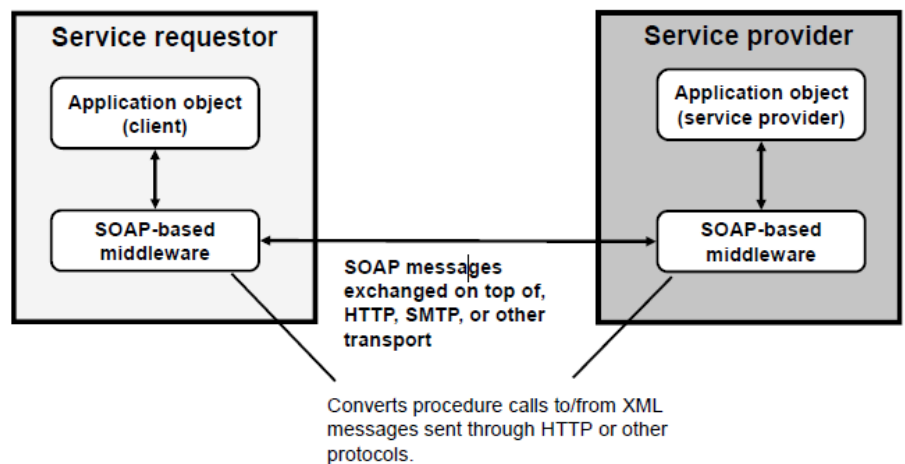 Service requestor
Application object
(client)
SOAP-based
middleware
Service provider
Application object
(service provider)
SOAP-based
middleware
SOAP messages
exchanged on top of,
HTTP, SMTP, or other
transport
Converts procedure calls to/from XML
messages sent through HTTP or other
protocols.